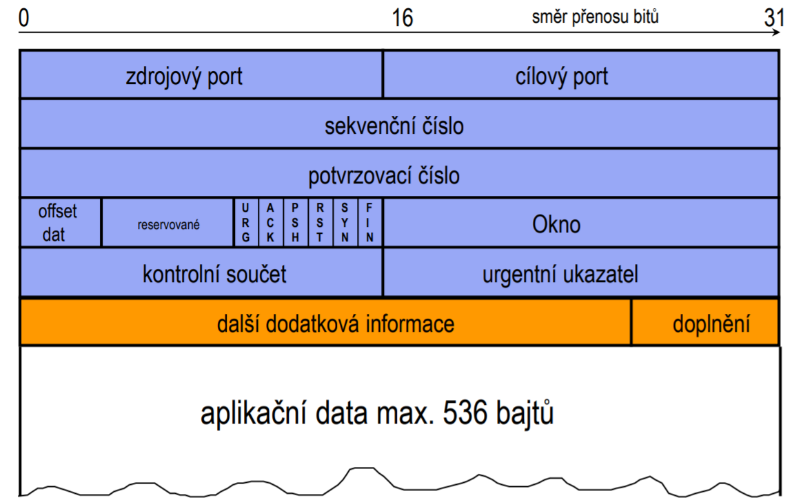 0 16 směr přenosu bitů 31
zdrojový port cílový port
sekvenční číslo
potvrzovací číslo
offset dat reservované URG ACK PSH RST SYN FIN Okno
kontrolní součet urgentní ukazatel
další dodatková informace doplnění
aplikační data max. 536 bajtů